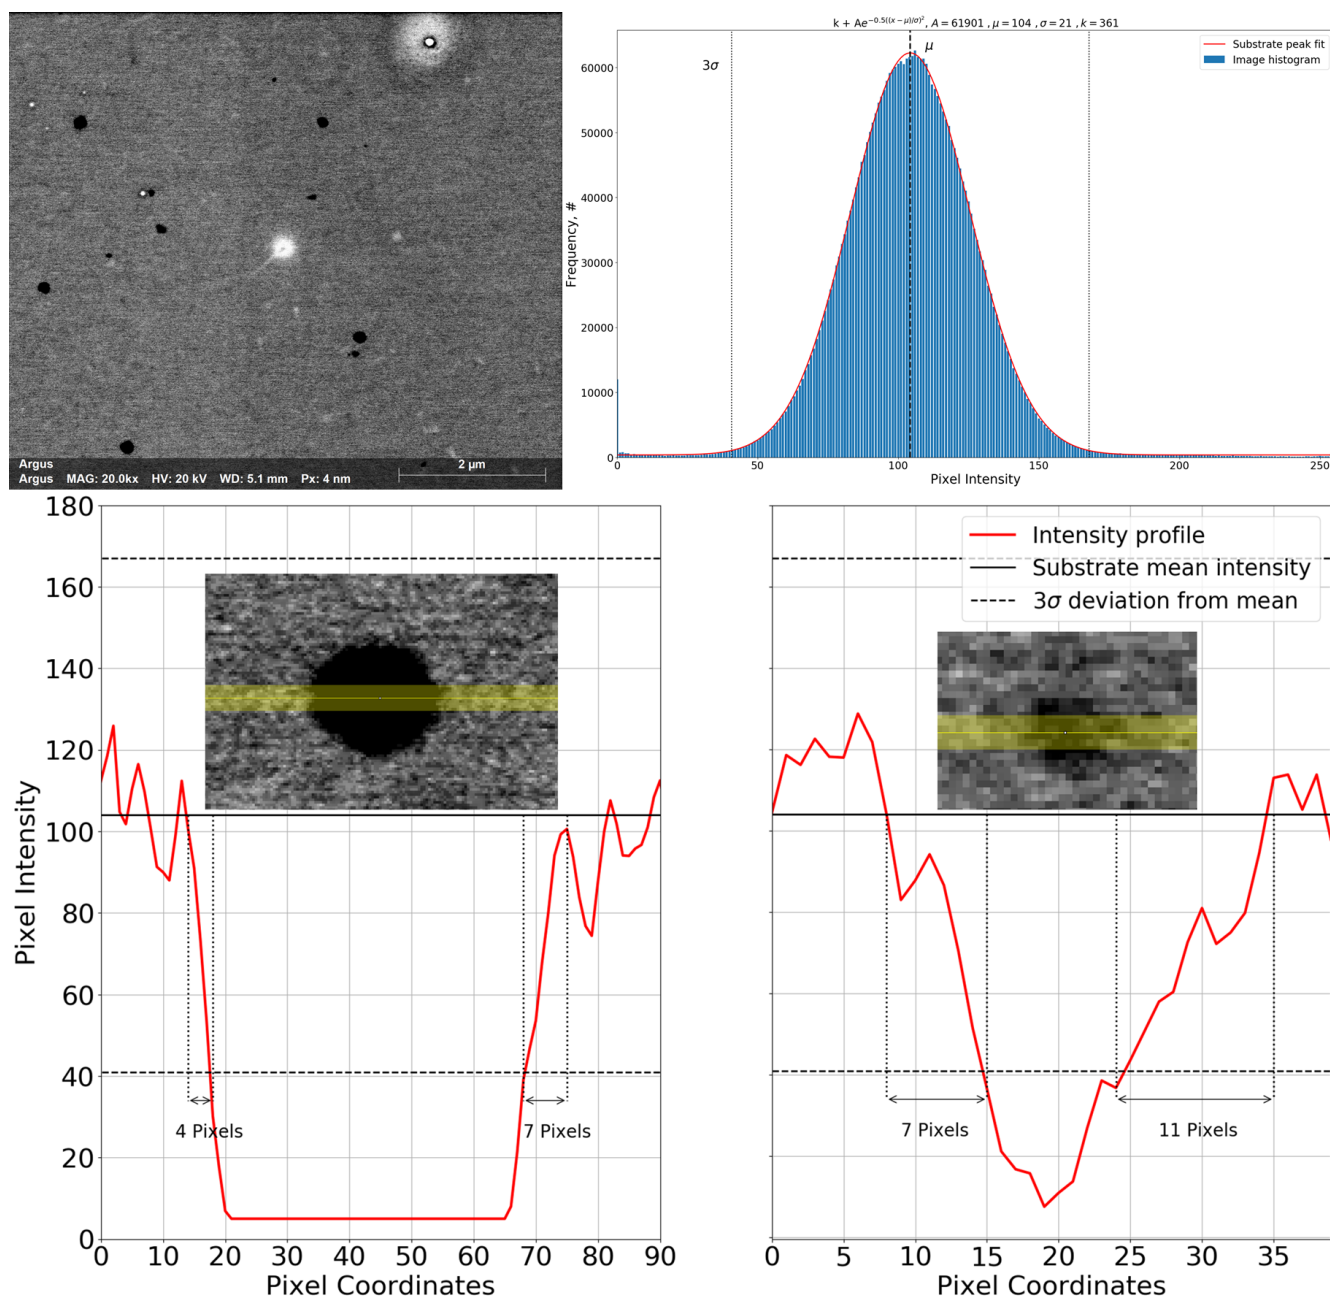 Argus
Argus MAG: 20.0kx HV: 20 kV WD: 5.1 mm Px: 4 nm
2 µm
k + Ae^{-0.5((x-μ)/σ)^2}, A = 61901 , μ = 104 , σ = 21 , k = 361
3σ
μ
Substrate peak fit
Image histogram
Frequency, #
60000
50000
40000
30000
20000
10000
0
0 50 100 150 200 250
Pixel Intensity
Pixel Intensity
180
160
140
120
100
80
60
40
20
0
4 Pixels
7 Pixels
0 10 20 30 40 50 60 70 80 90
Pixel Coordinates
Intensity profile
Substrate mean intensity
3σ deviation from mean
7 Pixels
11 Pixels
0 5 10 15 20 25 30 35
Pixel Coordinates